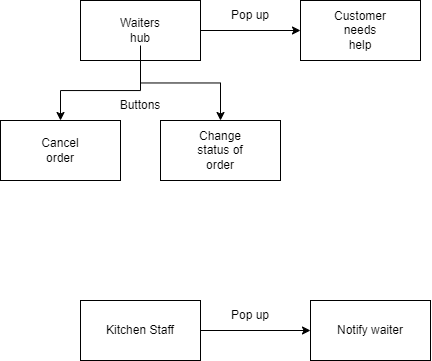 Waiters
hub
Pop up
Customer
needs
help
Buttons
Cancel
order
Change
status of
order
Kitchen Staff
Pop up
Notify waiter